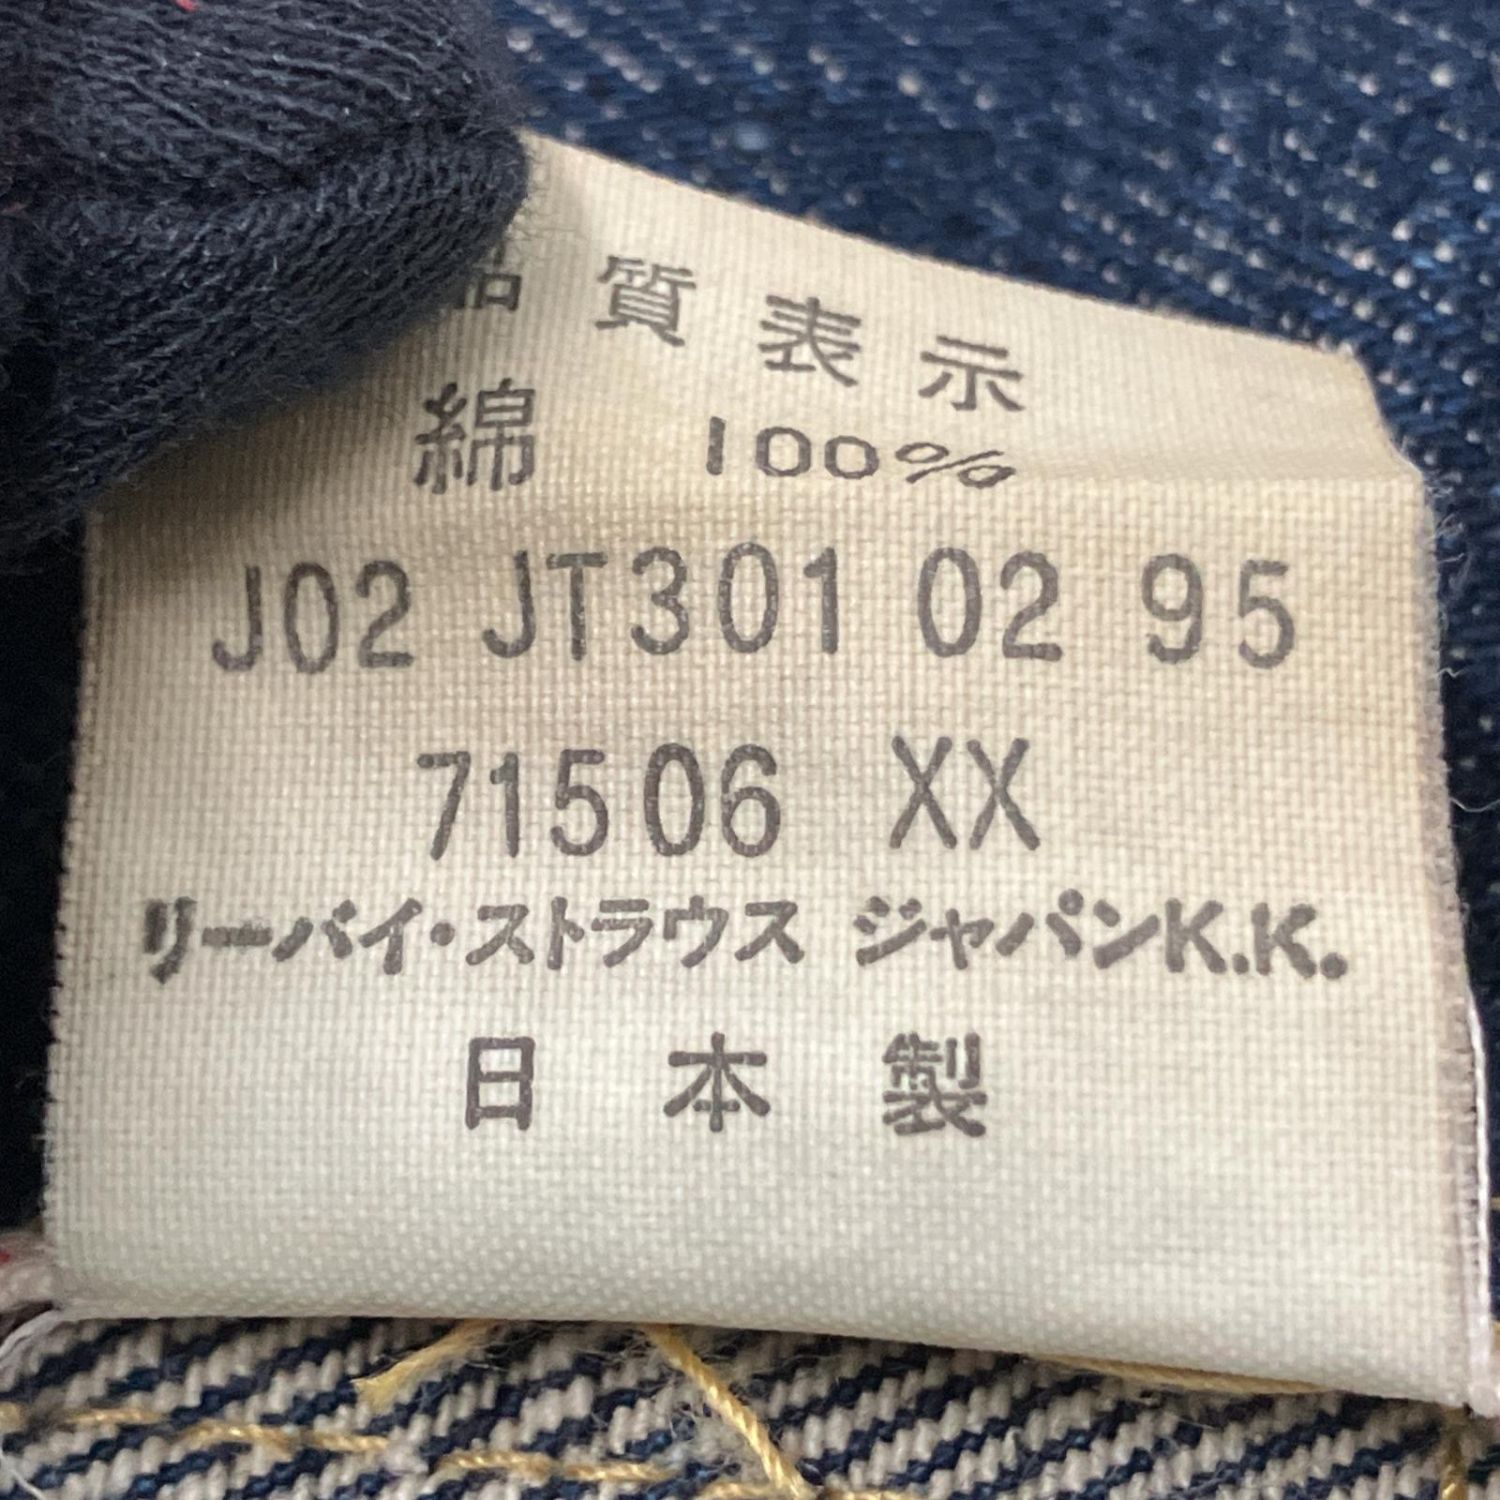 品質表示
綿 100%
J02 JT301 02 95
71506 XX
リーバイ・ストラウス ジャパンK.K.
日本製